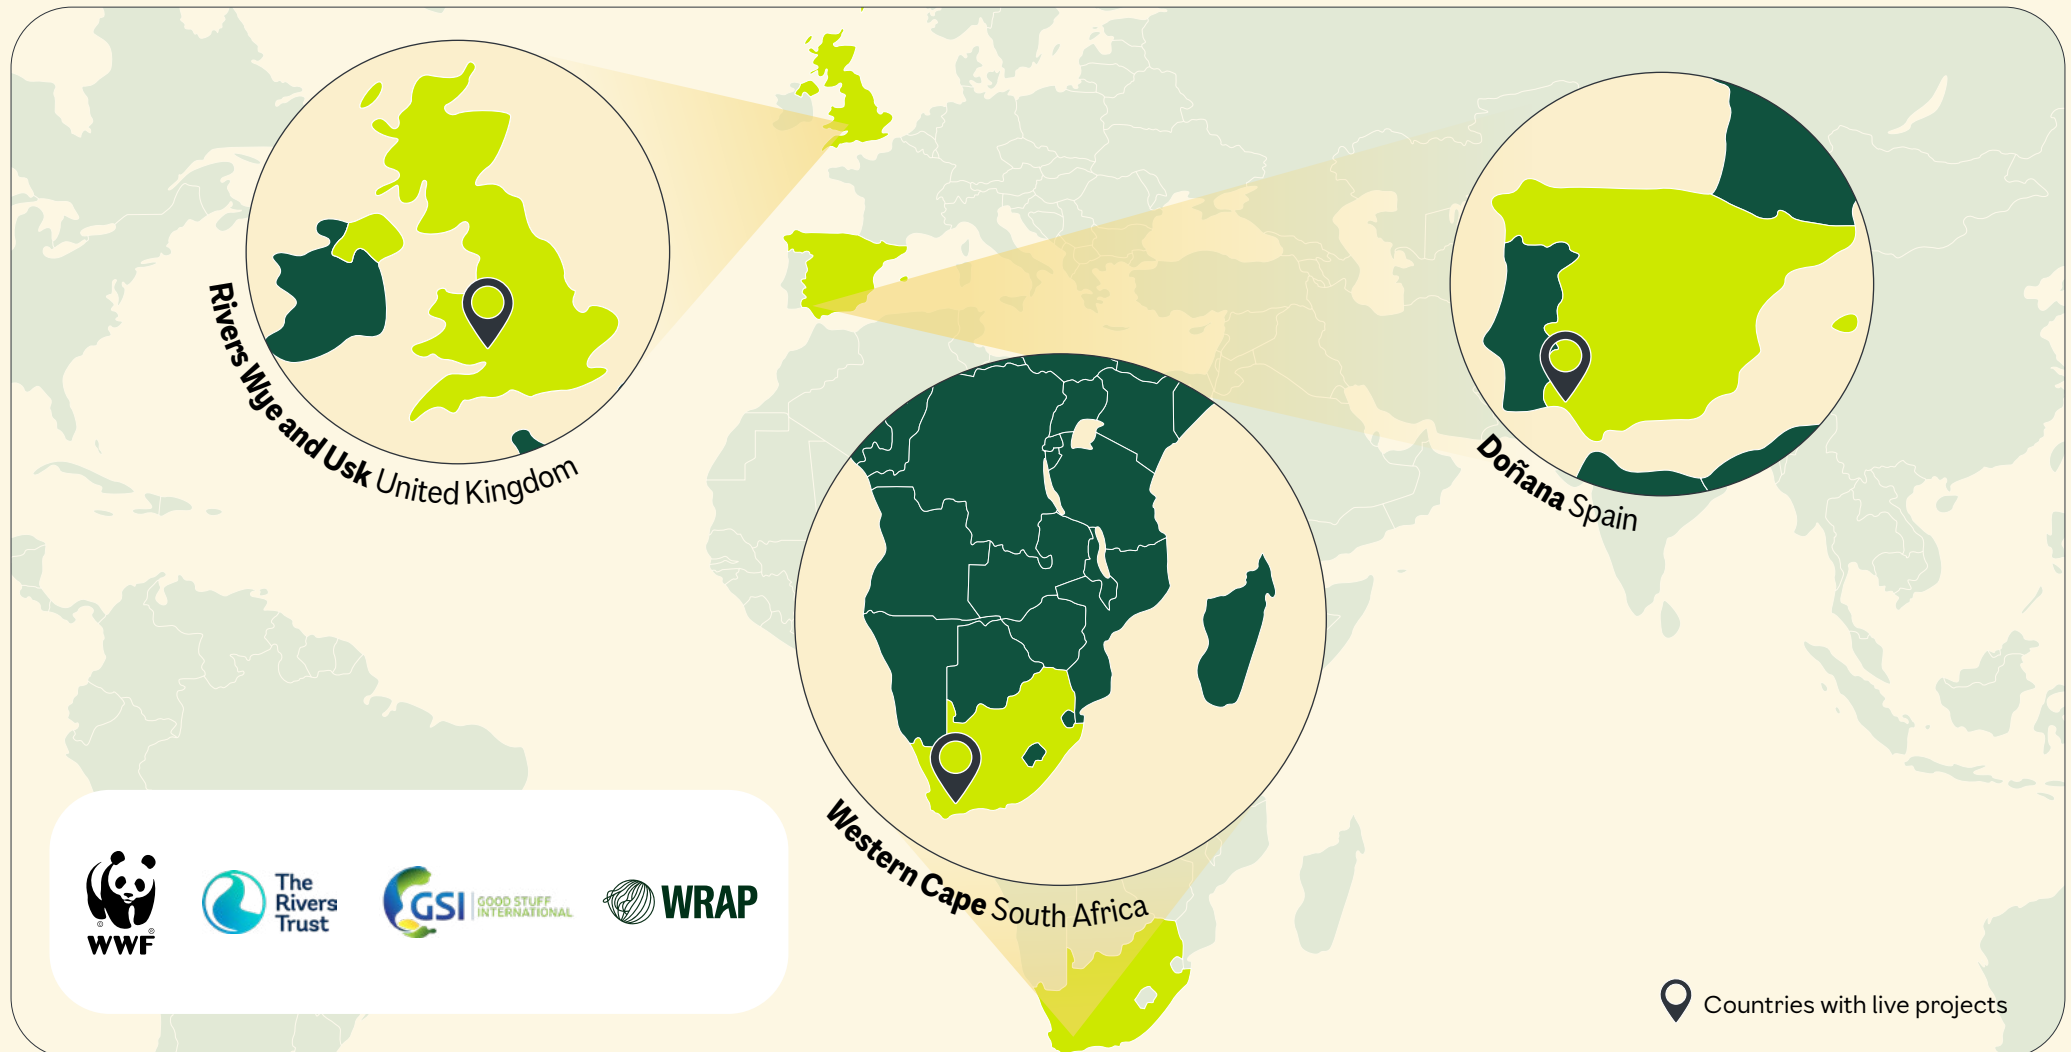 Rivers Wye and Usk United Kingdom
Doñana Spain
Western Cape South Africa
WWF
The
Rivers
Trust
GSI
GOOD STUFF
INTERNATIONAL
WRAP
Countries with live projects